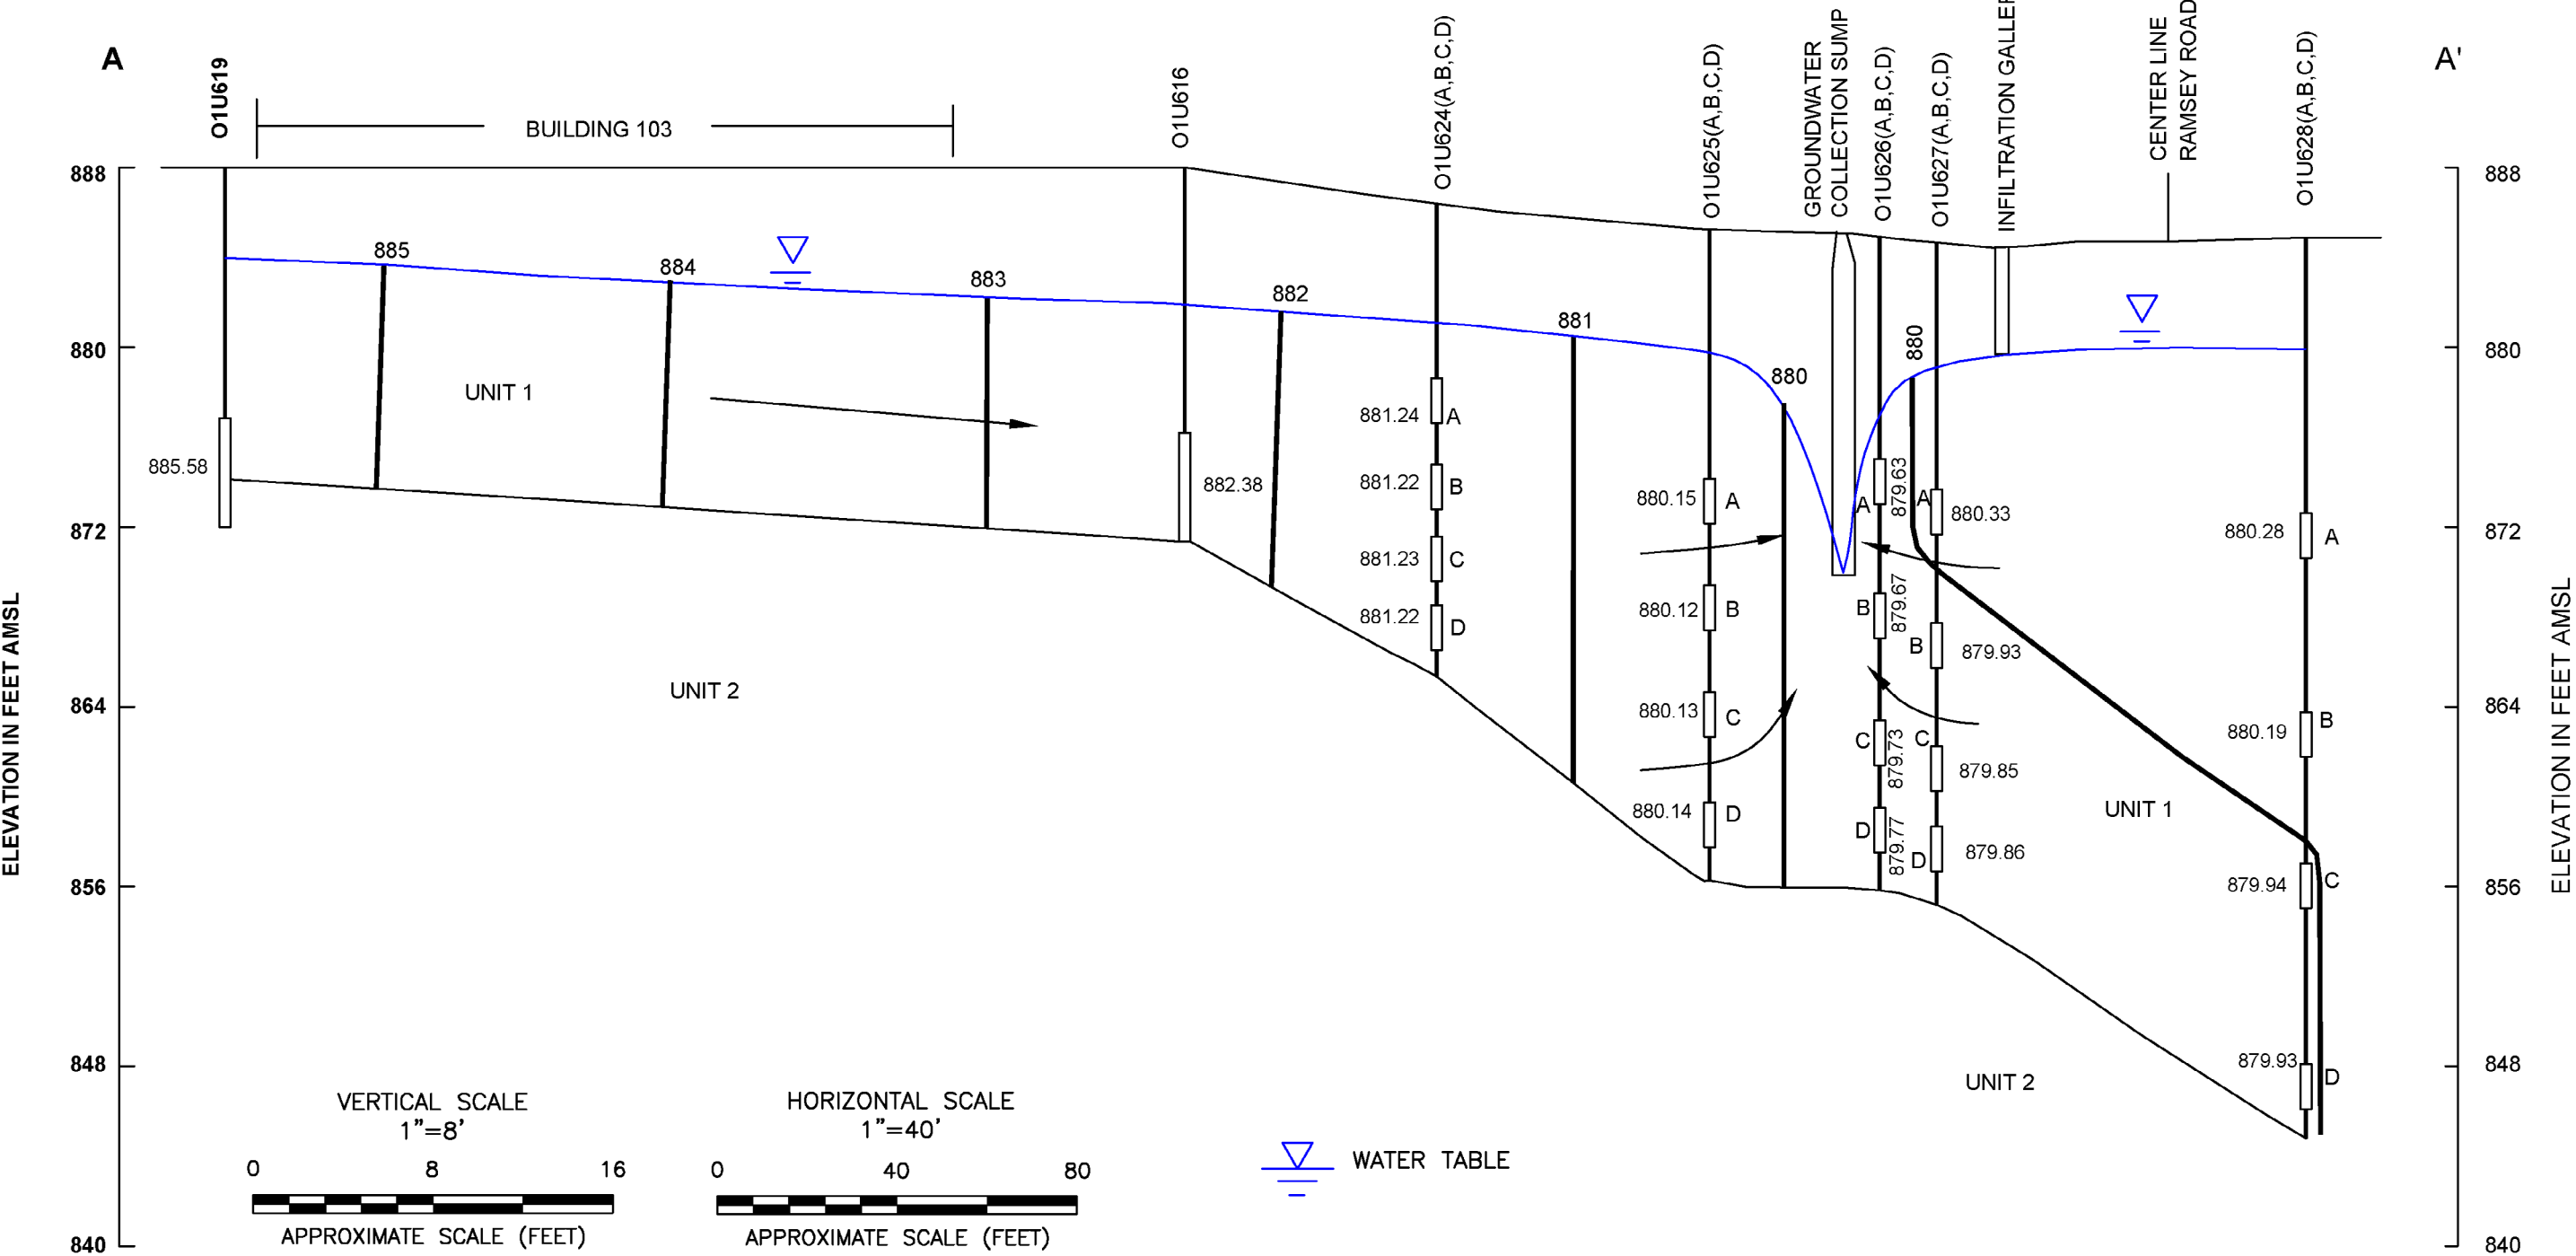 A
A'
O1U619
BUILDING 103
O1U616
O1U624(A,B,C,D)
O1U625(A,B,C,D)
GROUNDWATER
COLLECTION SUMP
O1U626(A,B,C,D)
O1U627(A,B,C,D)
INFILTRATION
CENTER LINE
RAMSEY ROAD
O1U628(A,B,C,D)
888
880
872
864
856
848
840
ELEVATION IN FEET AMSL
885
884
883
882
881
880
880
UNIT 1
UNIT 2
885.58
882.38
881.24 A
881.22 B
881.23 C
881.22 D
880.15 A
880.12 B
880.13 C
880.14 D
A 879.63
B 879.67
C 879.73
D 879.77
A 880.33
B 879.93
C 879.85
D 879.86
880.28 A
880.19 B
879.94 C
879.93 D
UNIT 1
UNIT 2
888
880
872
864
856
848
840
ELEVATION IN FEET AMSL
VERTICAL SCALE
1"=8'
0 8 16
APPROXIMATE SCALE (FEET)
HORIZONTAL SCALE
1"=40'
0 40 80
APPROXIMATE SCALE (FEET)
WATER TABLE